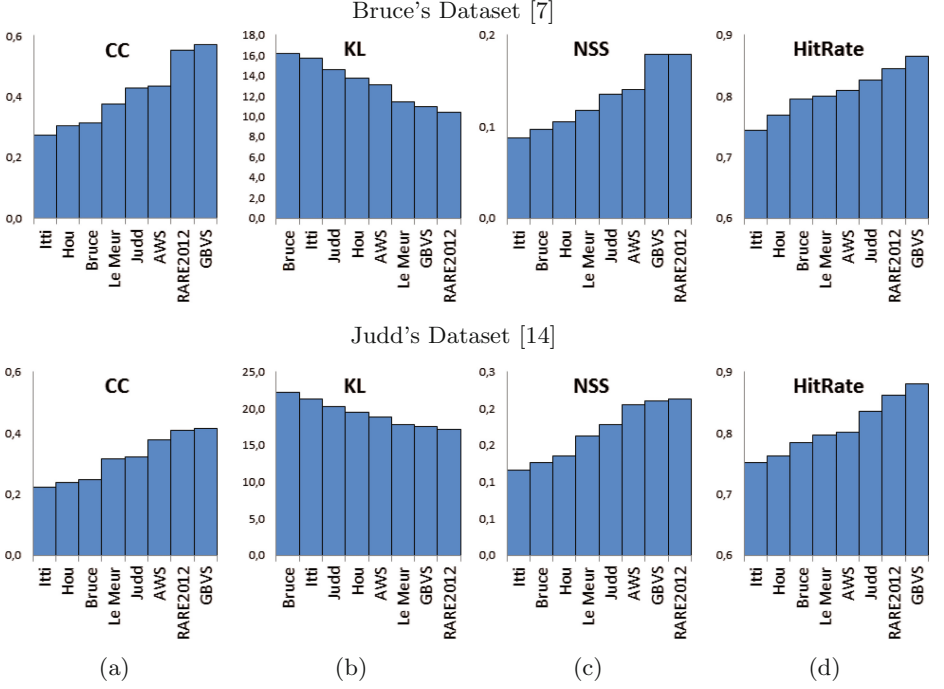 Bruce's Dataset [7]
CC
0,6
0,4
0,2
0,0
Itti
Hou
Bruce
Le Meur
Judd
AWS
RARE2012
GBVS
KL
18,0
16,0
14,0
12,0
10,0
8,0
6,0
4,0
2,0
0,0
Bruce
Itti
Judd
Hou
AWS
Le Meur
GBVS
RARE2012
NSS
0,2
0,1
0,0
Itti
Bruce
Hou
Le Meur
Judd
AWS
GBVS
RARE2012
HitRate
0,9
0,8
0,7
0,6
Itti
Hou
Bruce
Le Meur
AWS
Judd
RARE2012
GBVS
Judd's Dataset [14]
CC
0,6
0,4
0,2
0,0
Itti
Hou
Bruce
Le Meur
Judd
AWS
RARE2012
GBVS
KL
25,0
20,0
15,0
10,0
5,0
0,0
Bruce
Itti
Judd
Hou
AWS
Le Meur
GBVS
RARE2012
NSS
0,3
0,2
0,2
0,1
0,1
0,0
Itti
Bruce
Hou
Le Meur
Judd
AWS
GBVS
RARE2012
HitRate
0,9
0,8
0,7
0,6
Itti
Hou
Bruce
Le Meur
AWS
Judd
RARE2012
GBVS
(a)
(b)
(c)
(d)